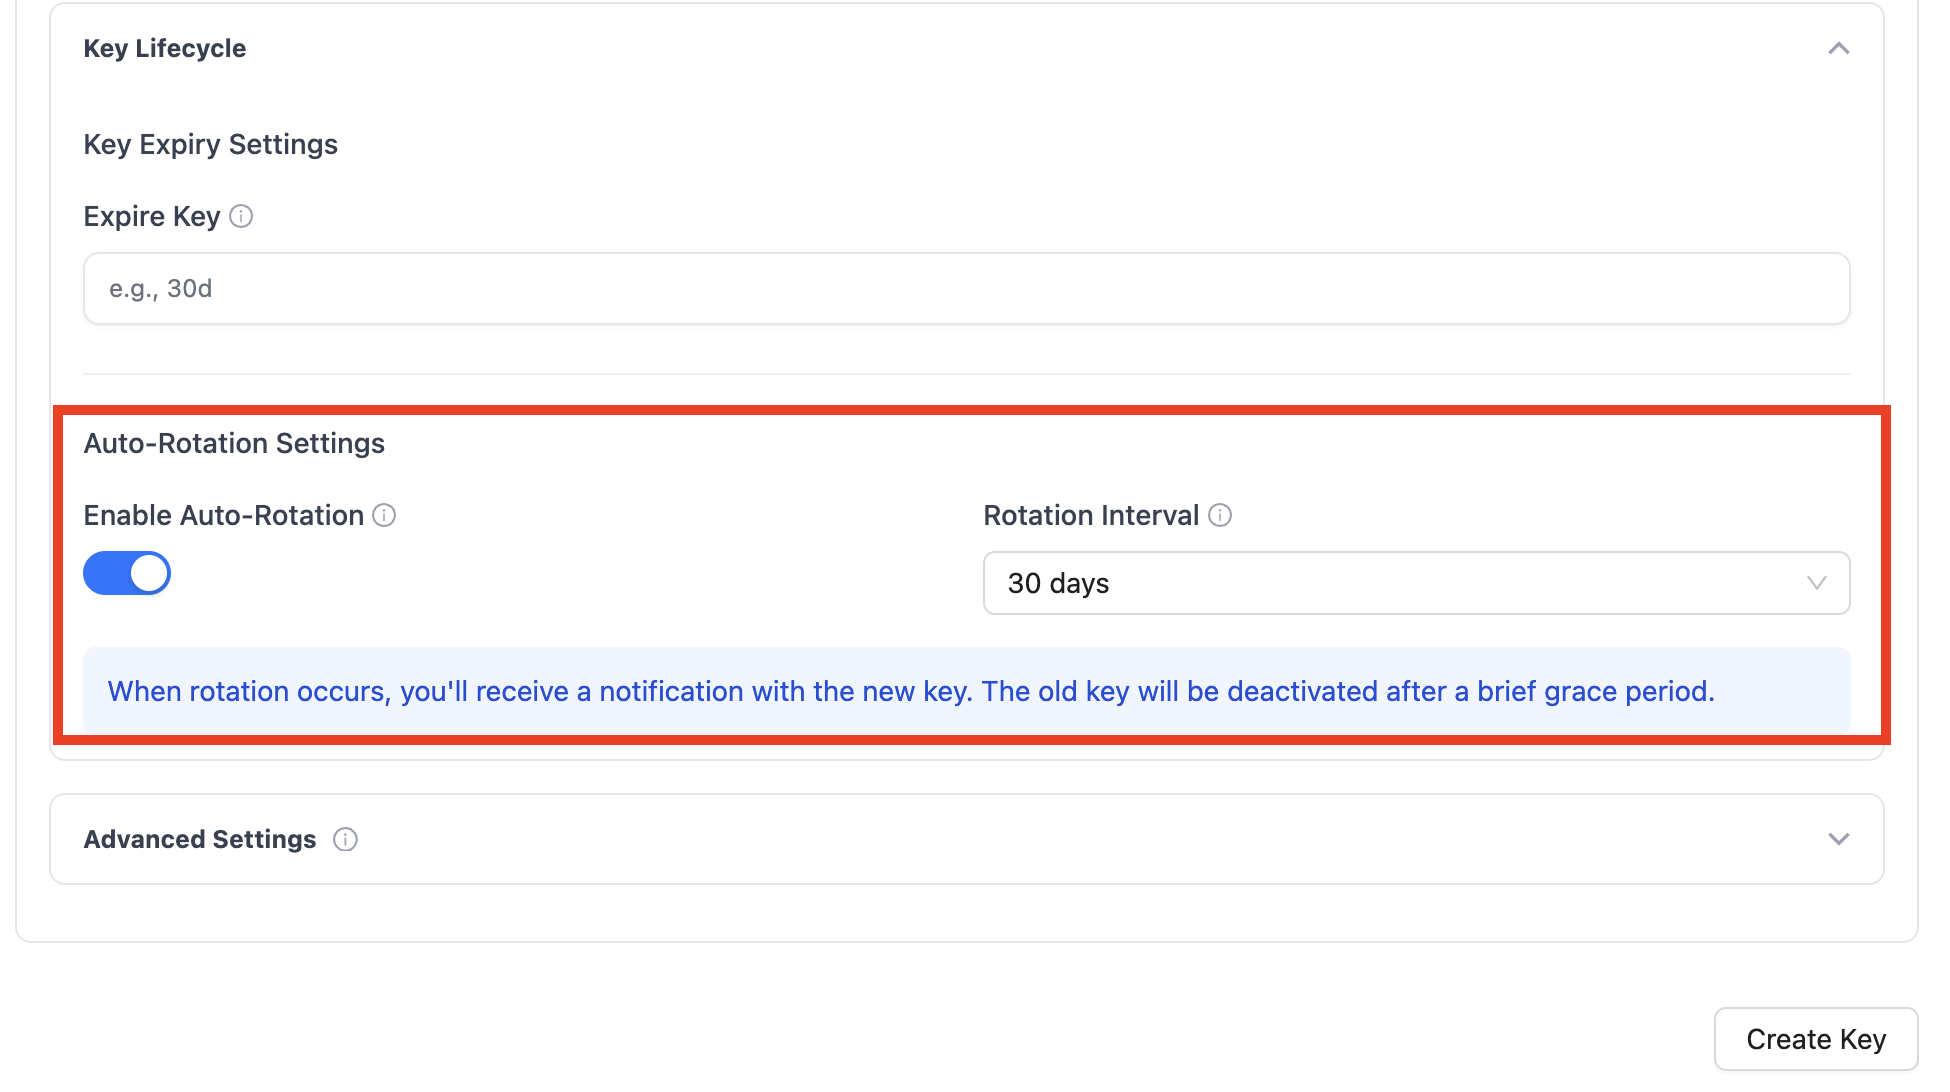 Key Lifecycle
Key Expiry Settings
Expire Key
e.g., 30d
Auto-Rotation Settings
Enable Auto-Rotation
Rotation Interval
30 days
When rotation occurs, you'll receive a notification with the new key. The old key will be deactivated after a brief grace period.
Advanced Settings
Create Key